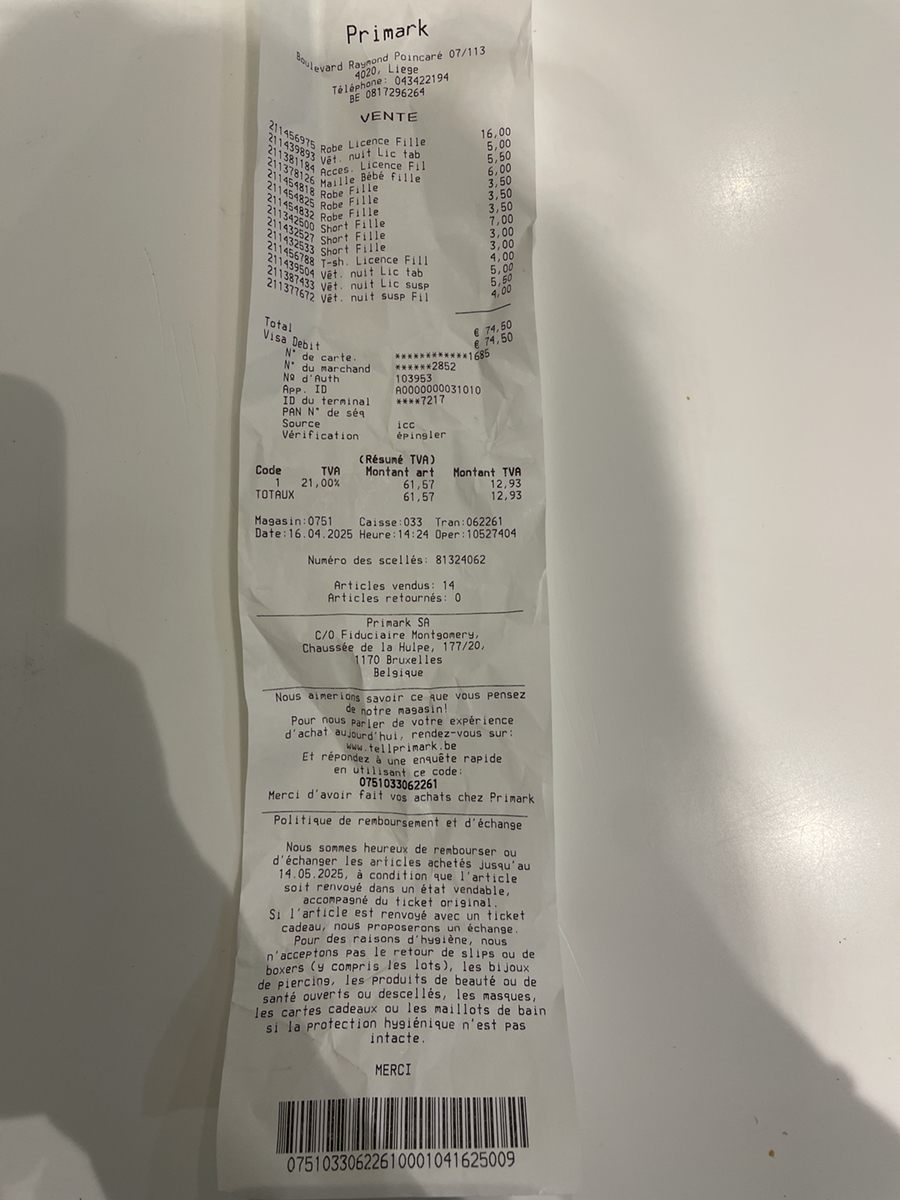 Primark
Boulevard Raymond Poincaré 07/113
4020, Liege
Téléphone: 043422194
BE 0817296264
VENTE
211456975 Robe Licence Fille 16,00
211439893 Vêt. nuit Lic tab 5,00
211381184 Acces. Licence Fil 5,50
211378126 Maille Bébé fille 6,00
211454818 Robe Fille 3,50
211454825 Robe Fille 3,50
211454832 Robe Fille 3,50
211342500 Short Fille 7,00
211432527 Short Fille 3,00
211432533 Short Fille 3,00
211456788 T-sh. Licence Fill 4,00
211439504 Vêt. nuit Lic tab 5,00
211387433 Vêt. nuit Lic susp 5,50
211377672 Vêt. nuit susp Fil 4,00
Total € 74,50
Visa Debit € 74,50
N° de carte. ************1685
N° du marchand ******2852
Nº d'Auth 103953
App. ID A0000000031010
ID du terminal ****7217
PAN N° de séq
Source icc
Vérification épingler
(Résumé TVA)
Code TVA Montant art Montant TVA
1 21,00% 61,57 12,93
TOTAUX 61,57 12,93
Magasin:0751 Caisse:033 Tran:062261
Date:16.04.2025 Heure:14:24 Oper:10527404
Numéro des scellés: 81324062
Articles vendus: 14
Articles retournés: 0
Primark SA
C/O Fiduciaire Montgomery,
Chaussée de la Hulpe, 177/20,
1170 Bruxelles
Belgique
Nous aimerions savoir ce que vous pensez
de notre magasin!
Pour nous parler de votre expérience
d'achat aujourd'hui, rendez-vous sur:
www.tellprimark.be
Et répondez à une enquête rapide
en utilisant ce code:
0751033062261
Merci d'avoir fait vos achats chez Primark
Politique de remboursement et d'échange
Nous sommes heureux de rembourser ou
d'échanger les articles achetés jusqu'au
14.05.2025, à condition que l'article
soit renvoyé dans un état vendable,
accompagné du ticket original.
Si l'article est renvoyé avec un ticket
cadeau, nous proposerons un échange.
Pour des raisons d'hygiène, nous
n'acceptons pas le retour de slips ou de
boxers (y compris les lots), les bijoux
de piercing, les produits de beauté ou de
santé ouverts ou descellés, les masques,
les cartes cadeaux ou les maillots de bain
si la protection hygiénique n'est pas
intacte.
MERCI
07510330622610001041625009